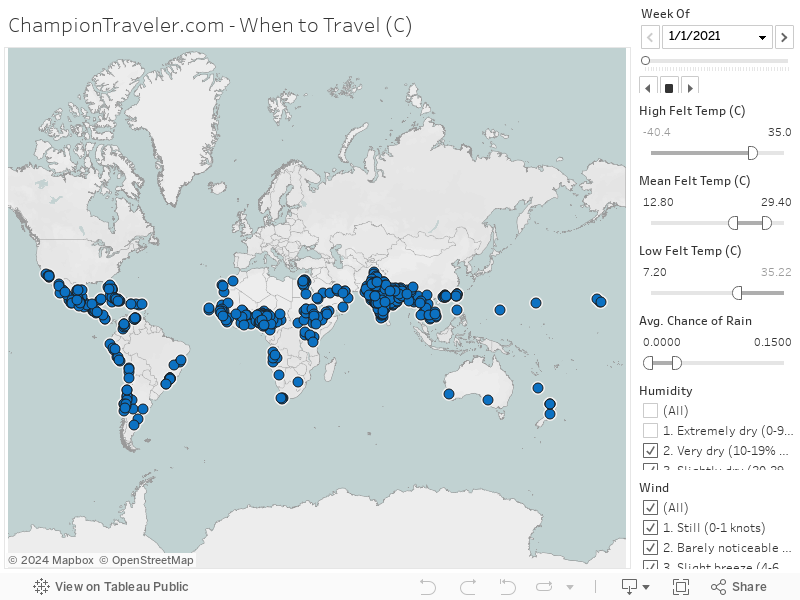 ChampionTraveler.com - When to Travel (C)
Week Of
1/1/2021
High Felt Temp (C)
-40.4 35.0
Mean Felt Temp (C)
12.80 29.40
Low Felt Temp (C)
7.20 35.22
Avg. Chance of Rain
0.0000 0.1500
Humidity
(All)
1. Extremely dry (0-9...
2. Very dry (10-19% ...
3. Slightly dry (20-29...
Wind
(All)
1. Still (0-1 knots)
2. Barely noticeable ...
3. Slight breeze (4-6...
© 2024 Mapbox © OpenStreetMap
View on Tableau Public
Share